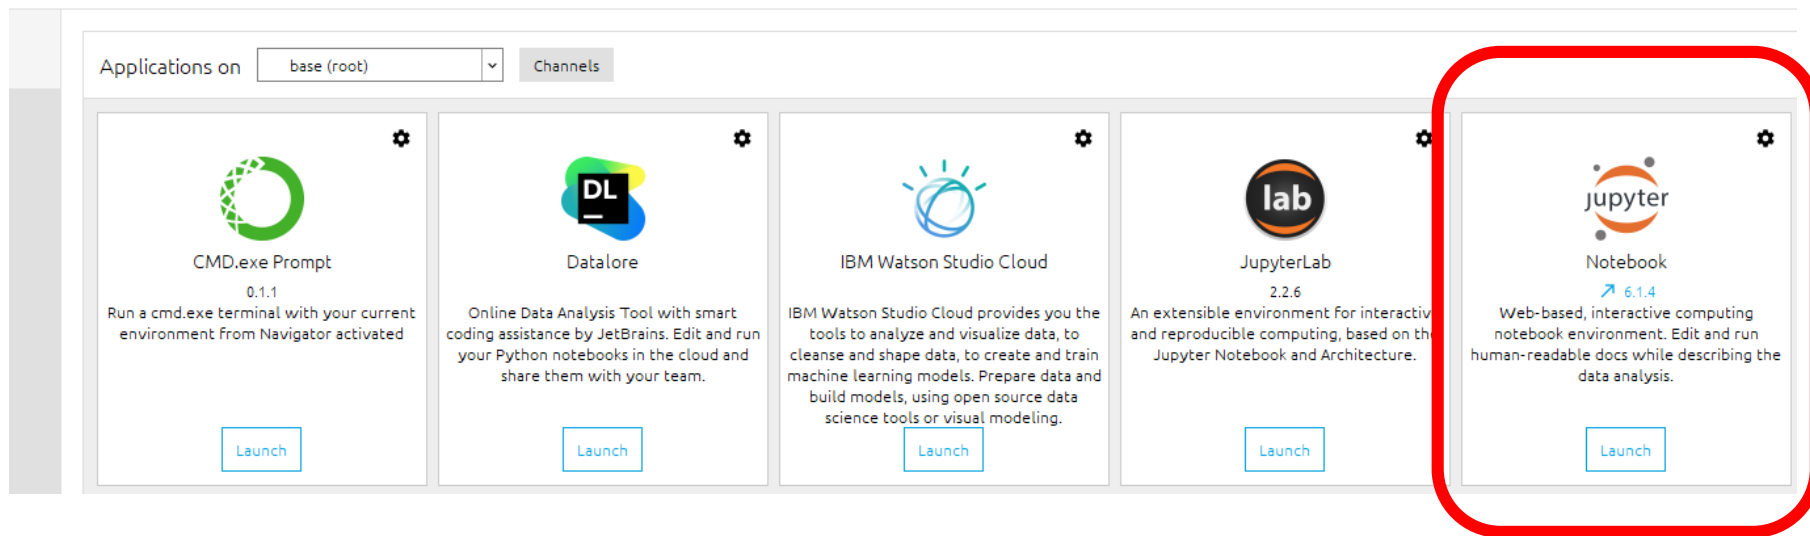 Applications on base (root) Channels
CMD.exe Prompt
0.1.1
Run a cmd.exe terminal with your current
environment from Navigator activated
Launch
DL
Datalore
Online Data Analysis Tool with smart
coding assistance by JetBrains. Edit and run
your Python notebooks in the cloud and
share them with your team.
Launch
IBM Watson Studio Cloud
IBM Watson Studio Cloud provides you the
tools to analyze and visualize data, to
cleanse and shape data, to create and train
machine learning models. Prepare data and
build models, using open source data
science tools or visual modeling.
Launch
lab
JupyterLab
2.2.6
An extensible environment for interactiv
and reproducible computing, based on th
Jupyter Notebook and Architecture.
Launch
jupyter
Notebook
6.1.4
Web-based, interactive computing
notebook environment. Edit and run
human-readable docs while describing the
data analysis.
Launch